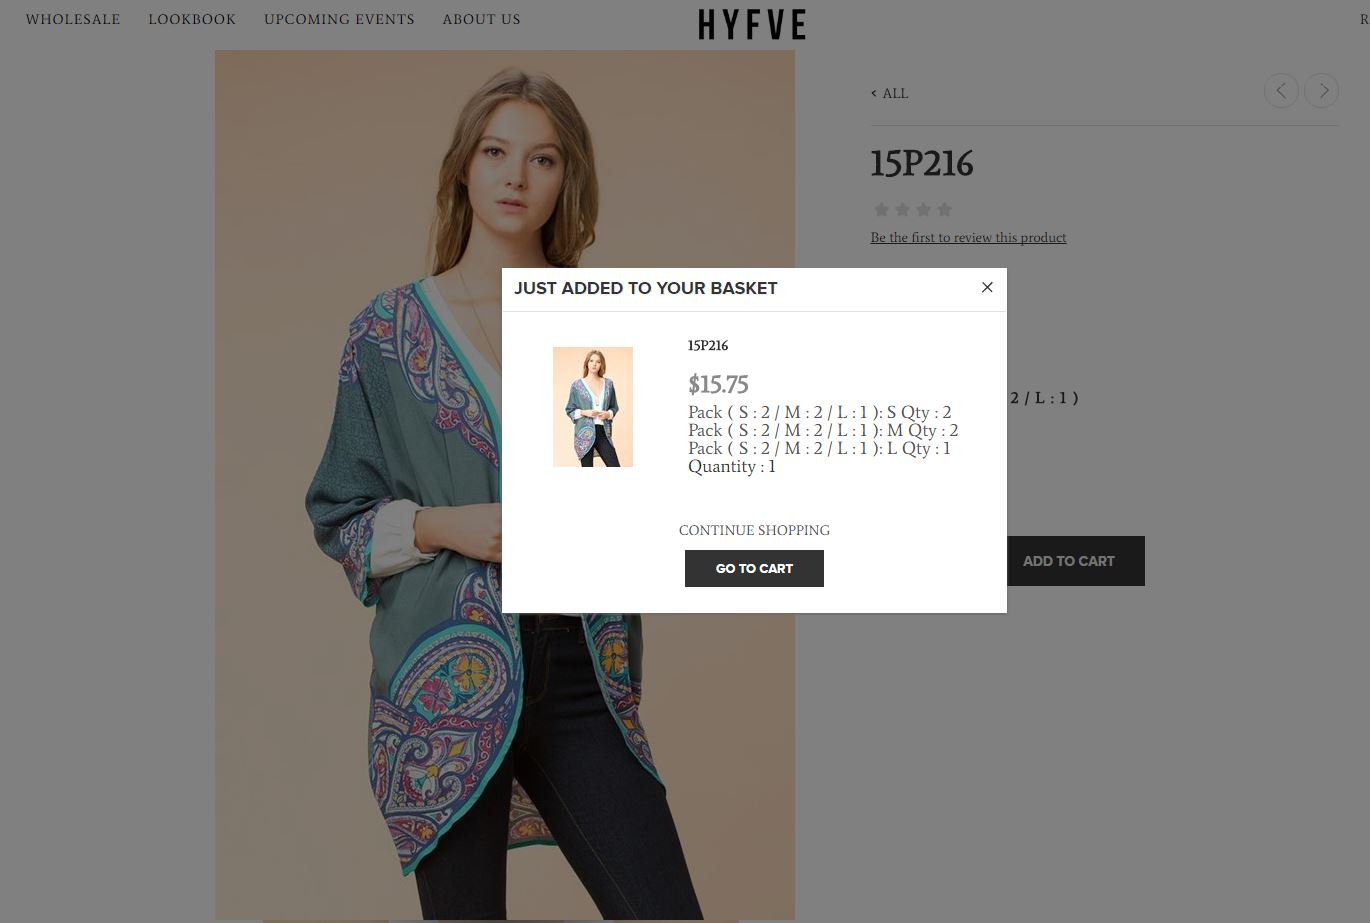 WHOLESALE LOOKBOOK UPCOMING EVENTS ABOUT US HYFVE R
< ALL
15P216
Be the first to review this product
JUST ADDED TO YOUR BASKET ×
15P216
$15.75
Pack ( S : 2 / M : 2 / L : 1 ): S Qty : 2
2 / L : 1 )
Pack ( S : 2 / M : 2 / L : 1 ): M Qty : 2
Pack ( S : 2 / M : 2 / L : 1 ): L Qty : 1
Quantity : 1
CONTINUE SHOPPING
GO TO CART
ADD TO CART